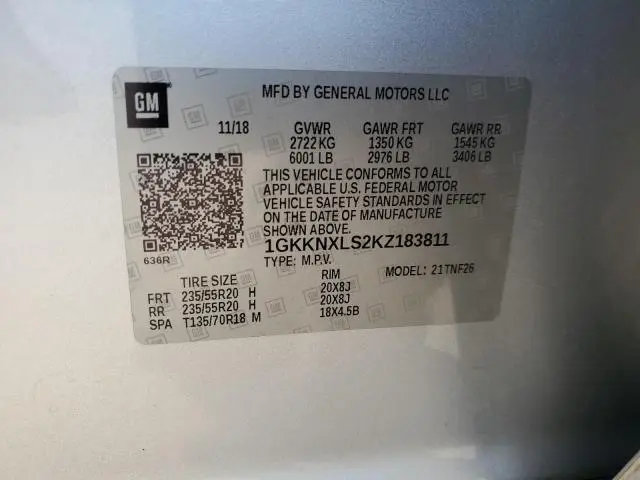 GM
MFD BY GENERAL MOTORS LLC
11/18 GVWR GAWR FRT GAWR RR
2722 KG 1350 KG 1545 KG
6001 LB 2976 LB 3406 LB
THIS VEHICLE CONFORMS TO ALL
APPLICABLE U.S. FEDERAL MOTOR
VEHICLE SAFETY STANDARDS IN EFFECT
ON THE DATE OF MANUFACTURE
SHOWN ABOVE.
1GKKNXLS2KZ183811
636R TYPE: M.P.V. MODEL: 21TNF26
TIRE SIZE RIM
FRT 235/55R20 H 20X8J
RR 235/55R20 H 20X8J
SPA T135/70R18 M 18X4.5B